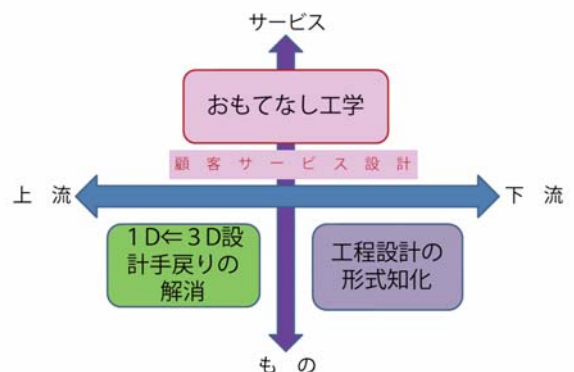 サービス
おもてなし工学
顧客サービス設計
上 流
下 流
1D⇐3D設
計手戻りの
解消
工程設計の
形式知化
も の